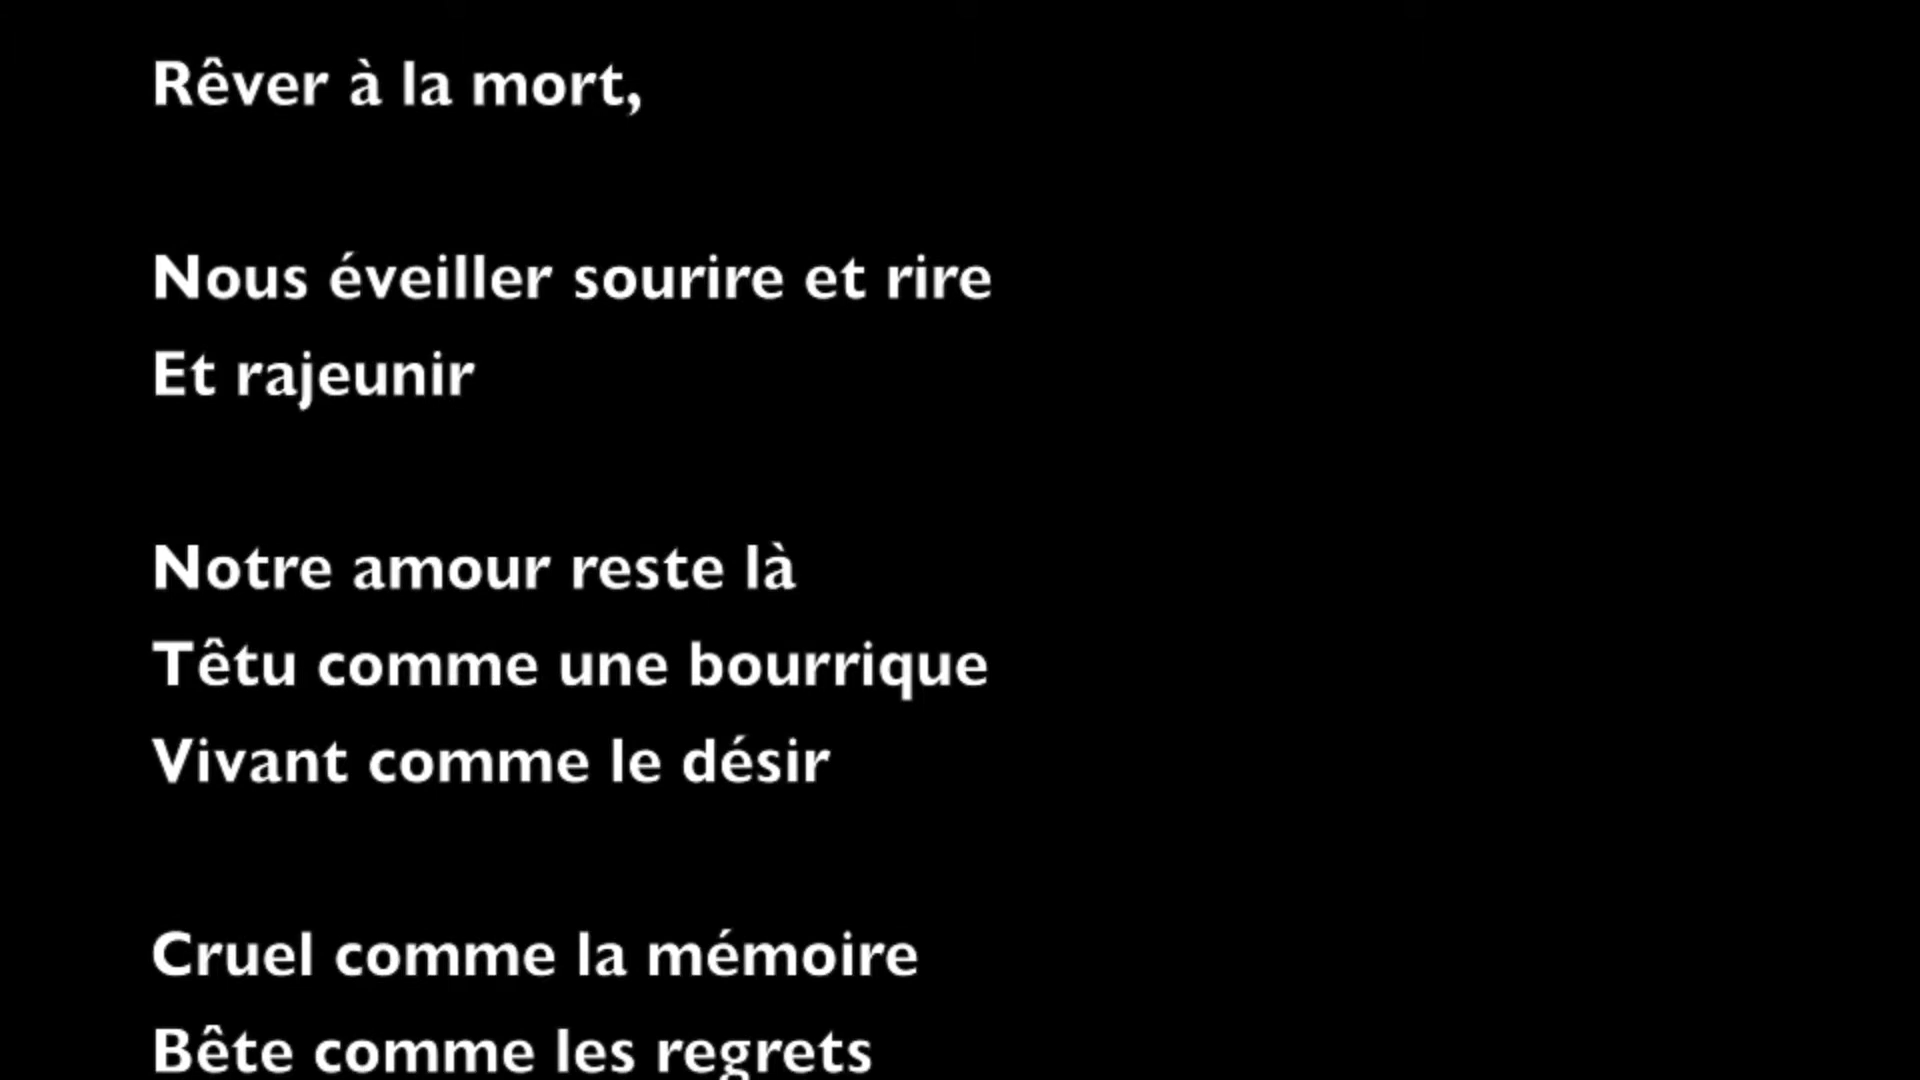 Rêver à la mort,
Nous éveiller sourire et rire
Et rajeunir
Notre amour reste là
Têtu comme une bourrique
Vivant comme le désir
Cruel comme la mémoire
Bête comme les regrets